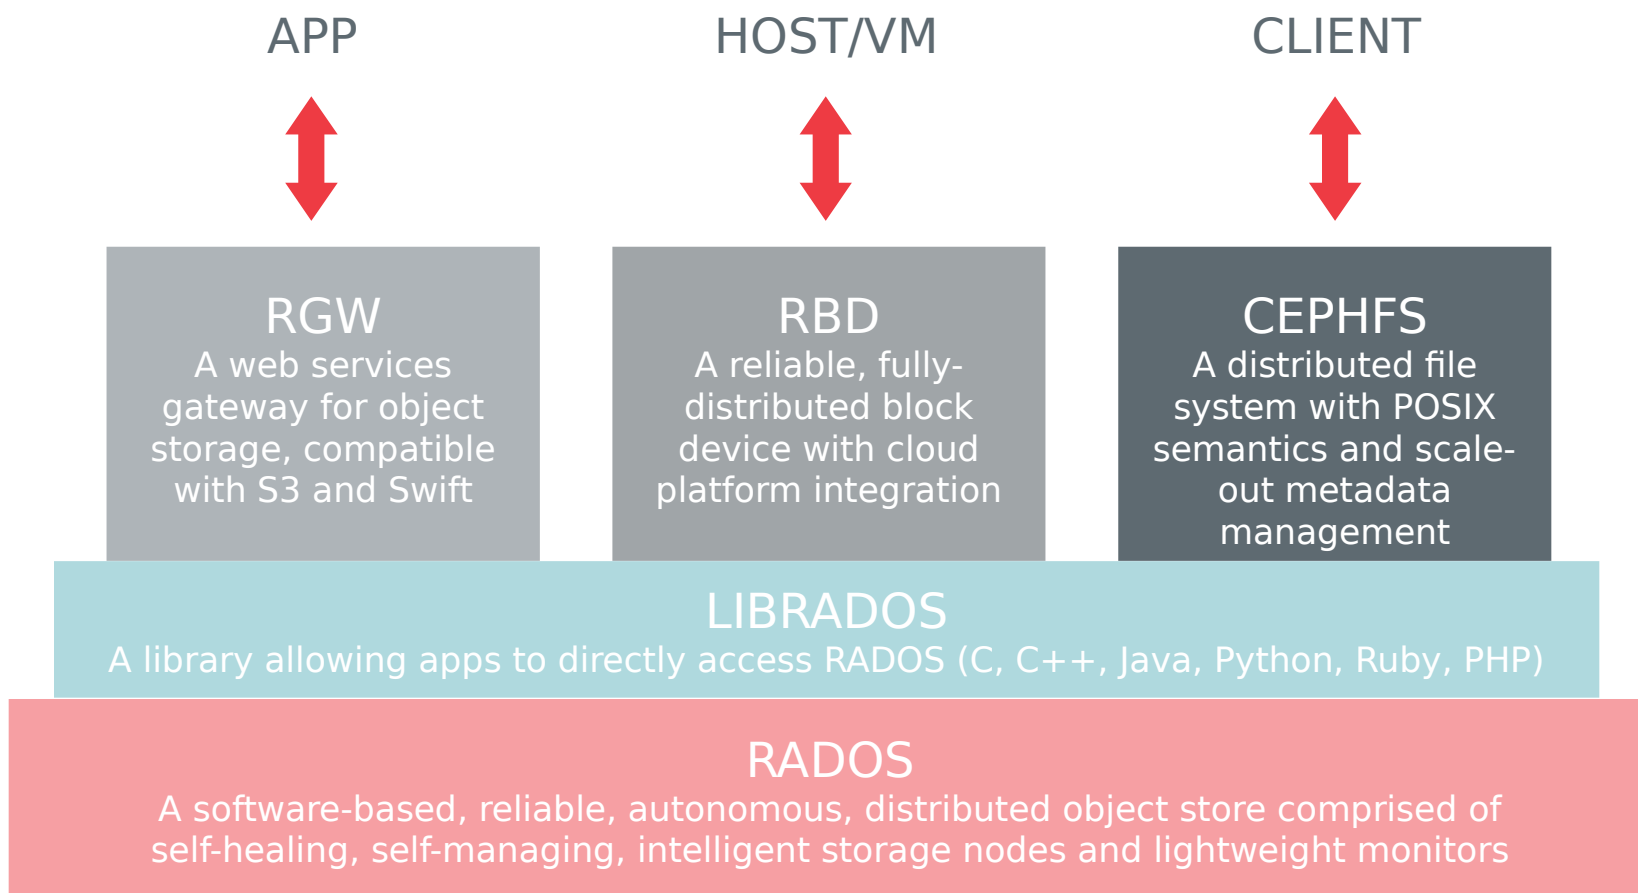 APP
HOST/VM
CLIENT
RGW
A web services
gateway for object
storage, compatible
with S3 and Swift
RBD
A reliable, fully-
distributed block
device with cloud
platform integration
CEPHFS
A distributed file
system with POSIX
semantics and scale-
out metadata
management
LIBRADOS
A library allowing apps to directly access RADOS (C, C++, Java, Python, Ruby, PHP)
RADOS
A software-based, reliable, autonomous, distributed object store comprised of
self-healing, self-managing, intelligent storage nodes and lightweight monitors